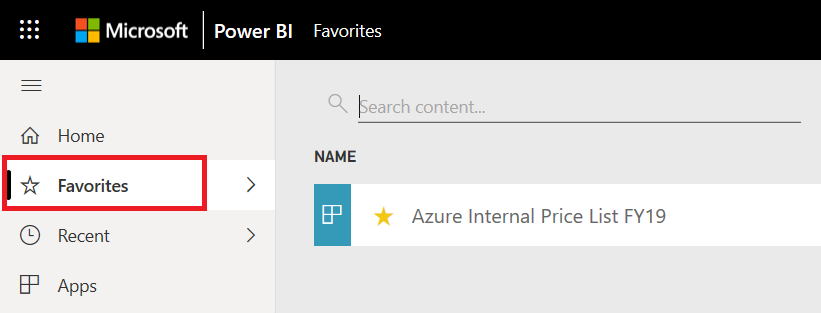 Microsoft Power BI Favorites
Search content...
Home
NAME
Favorites
Azure Internal Price List FY19
Recent
Apps